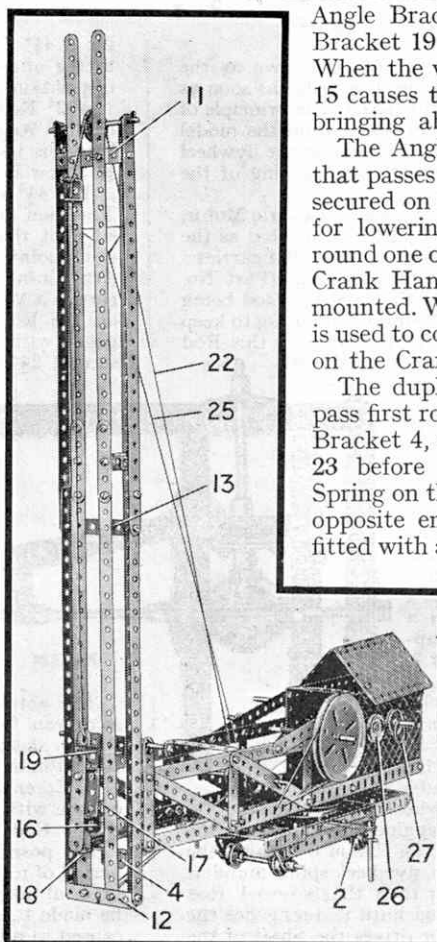 11
22
25
13
19
16
18
17
4
12
2
26
27
Angle Brac
Bracket 19
When the v
15 causes t
bringing ab
The Ang
that passes
secured on
for lowerin
round one o
Crank Han
mounted. W
is used to co
on the Cran
The dupl
pass first ro
Bracket 4,
23 before
Spring on th
opposite en
fitted with a